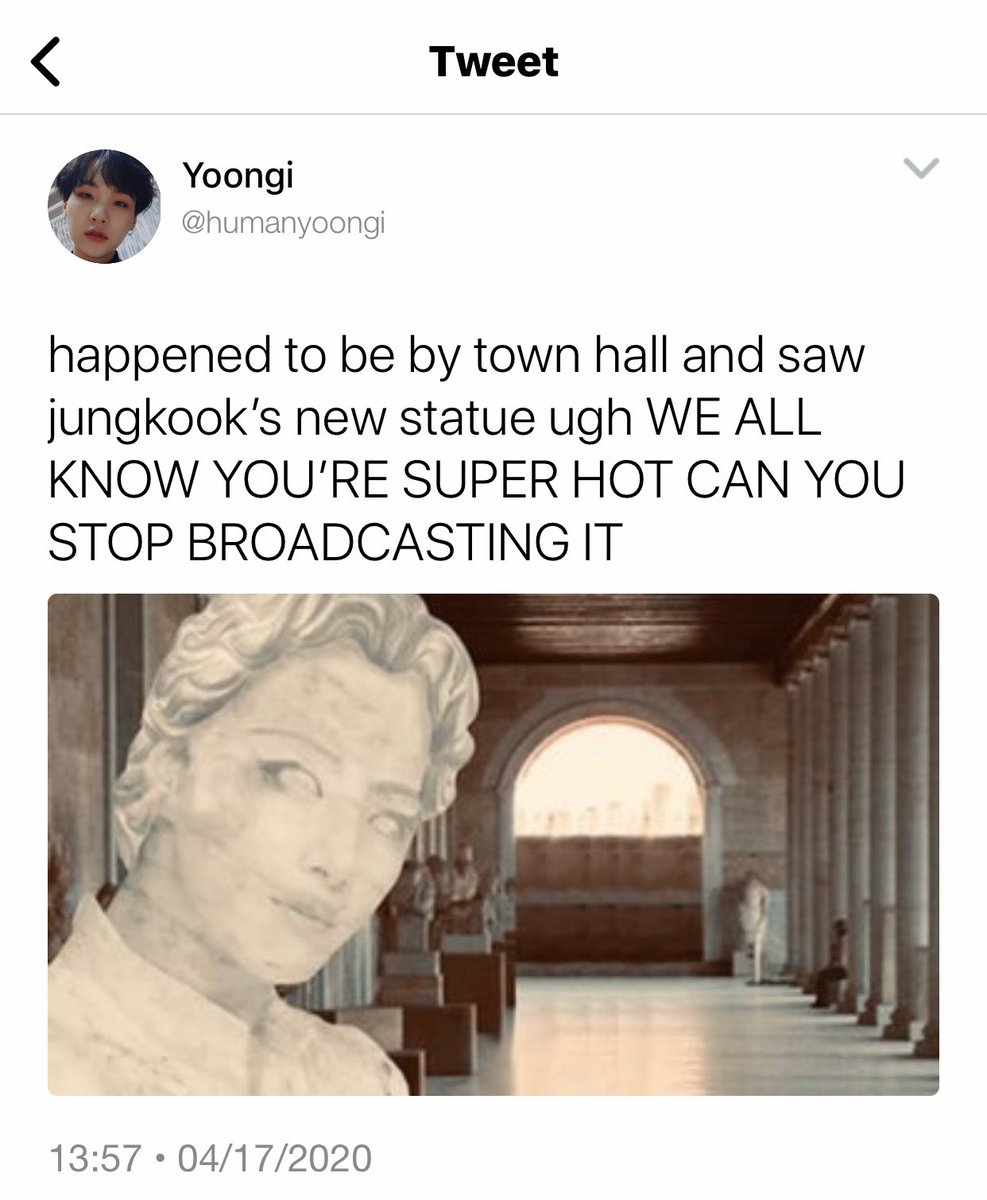 Tweet
Yoongi
@humanyoongi
happened to be by town hall and saw
jungkook’s new statue ugh WE ALL
KNOW YOU’RE SUPER HOT CAN YOU
STOP BROADCASTING IT
13:57 • 04/17/2020